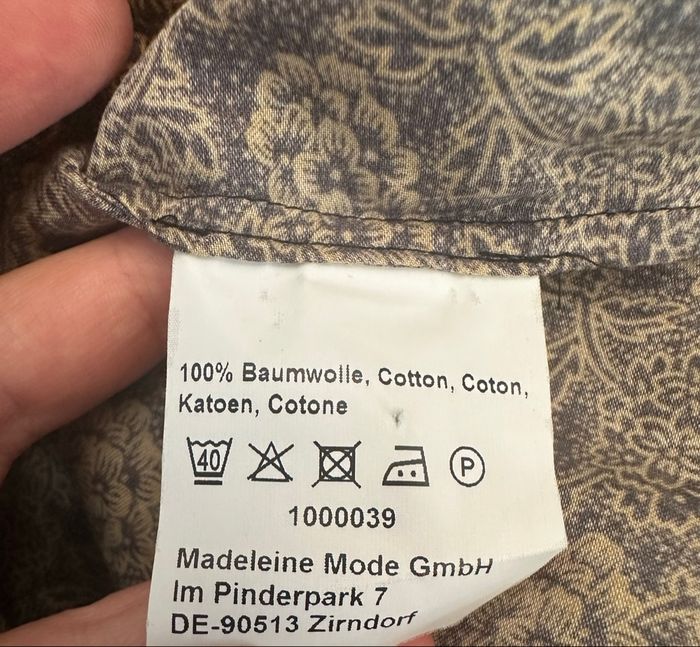 100% Baumwolle, Cotton, Coton,
Katoen, Cotone
40 P
1000039
Madeleine Mode GmbH
Im Pinderpark 7
DE-90513 Zirndorf